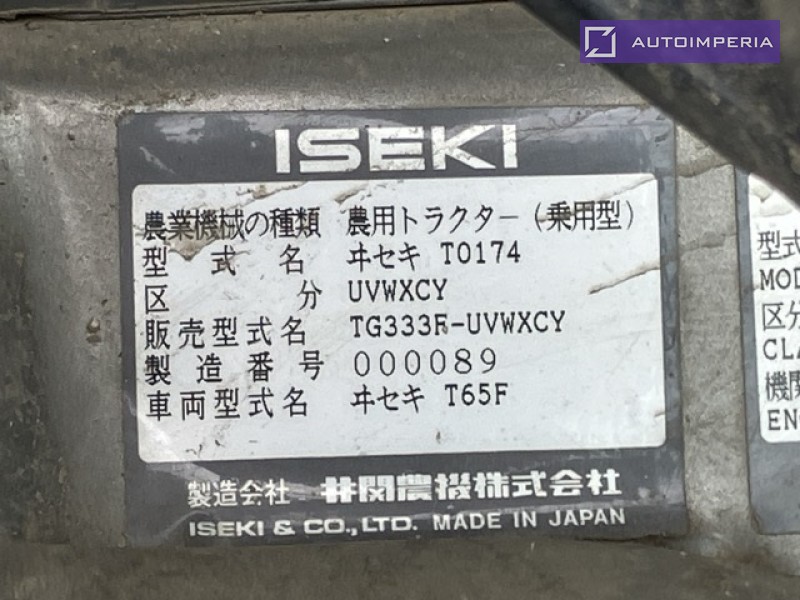 AUTOIMPERIA
ISEKI
農業機械の種類 農用トラクター(乗用型)
型式名 ヰセキ T0174
区分 UVWXCY
販売型式名 TG333F-UVWXCY
製造番号 000089
車両型式名 ヰセキ T65F
製造会社 井関農機株式会社
ISEKI & CO.,LTD. MADE IN JAPAN
型式
MOD
区分
CLA
機関
ENG